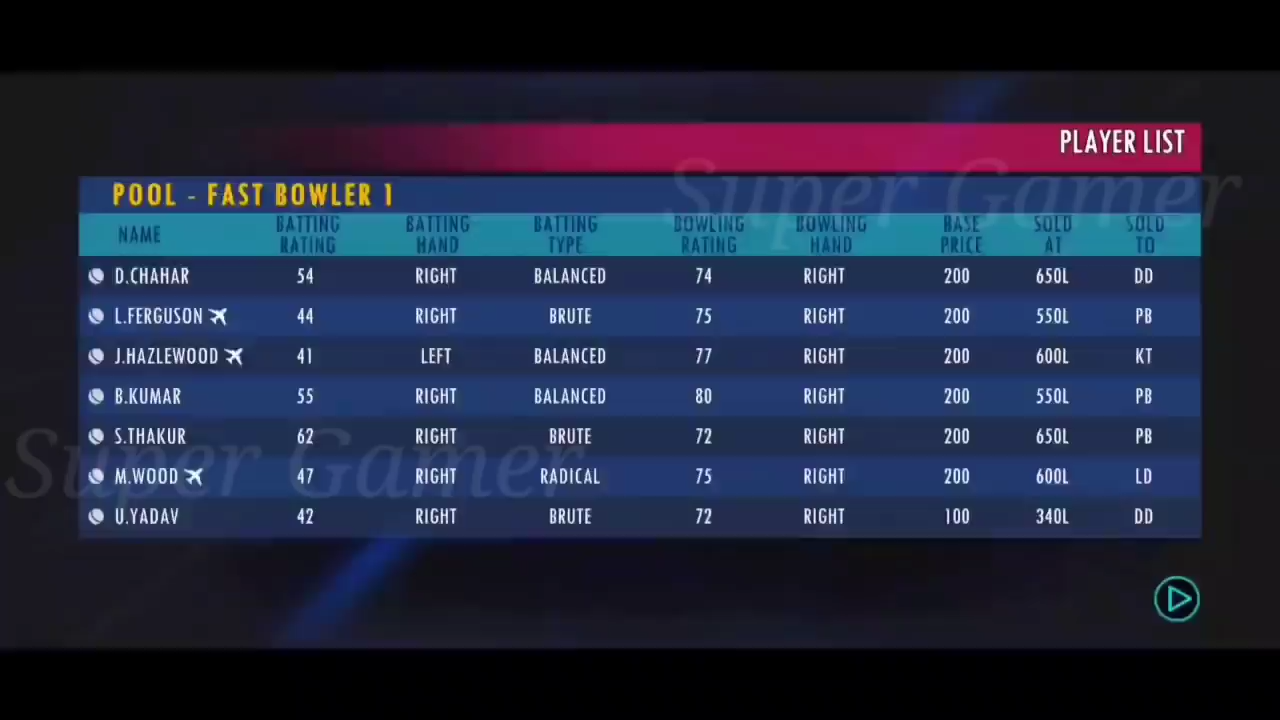 PLAYER LIST
Super Gamer
POOL - FAST BOWLER 1
NAME BATTING RATING BATTING HAND BATTING TYPE BOWLING RATING BOWLING HAND BASE PRICE SOLD AT SOLD TO
D.CHAHAR 54 RIGHT BALANCED 74 RIGHT 200 650L DD
L.FERGUSON 44 RIGHT BRUTE 75 RIGHT 200 550L PB
J.HAZLEWOOD 41 LEFT BALANCED 77 RIGHT 200 600L KT
B.KUMAR 55 RIGHT BALANCED 80 RIGHT 200 550L PB
S.THAKUR 62 RIGHT BRUTE 72 RIGHT 200 650L PB
Super Gamer
M.WOOD 47 RIGHT RADICAL 75 RIGHT 200 600L LD
U.YADAV 42 RIGHT BRUTE 72 RIGHT 100 340L DD